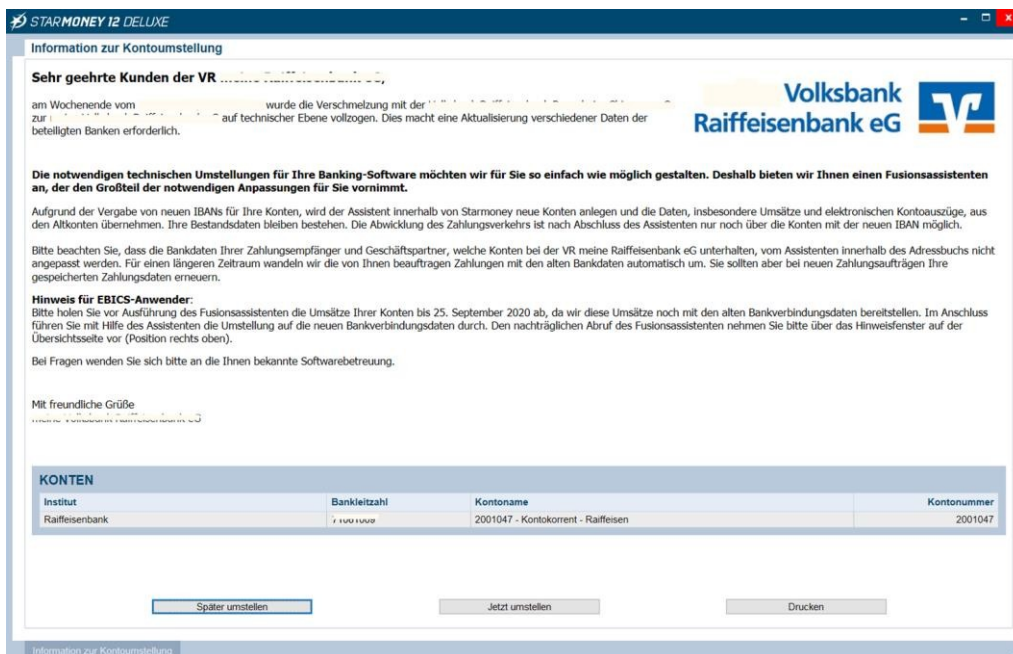 STARMONEY 12 DELUXE
Information zur Kontoumstellung
Sehr geehrte Kunden der VR
Volksbank
Raiffeisenbank eG
am Wochenende vom wurde die Verschmelzung mit der
zur auf technischer Ebene vollzogen. Dies macht eine Aktualisierung verschiedener Daten der
beteiligten Banken erforderlich.
Die notwendigen technischen Umstellungen für Ihre Banking-Software möchten wir für Sie so einfach wie möglich gestalten. Deshalb bieten wir Ihnen einen Fusionsassistenten
an, der den Großteil der notwendigen Anpassungen für Sie vornimmt.
Aufgrund der Vergabe von neuen IBANs für Ihre Konten, wird der Assistent innerhalb von Starmoney neue Konten anlegen und die Daten, insbesondere Umsätze und elektronischen Kontoauszüge, aus
den Altkonten übernehmen. Ihre Bestandsdaten bleiben bestehen. Die Abwicklung des Zahlungsverkehrs ist nach Abschluss des Assistenten nur noch über die Konten mit der neuen IBAN möglich.
Bitte beachten Sie, dass die Bankdaten Ihrer Zahlungsempfänger und Geschäftspartner, welche Konten bei der VR meine Raiffeisenbank eG unterhalten, vom Assistenten innerhalb des Adressbuchs nicht
angepasst werden. Für einen längeren Zeitraum wandeln wir die von Ihnen beauftragen Zahlungen mit den alten Bankdaten automatisch um. Sie sollten aber bei neuen Zahlungsaufträgen Ihre
gespeicherten Zahlungsdaten erneuern.
Hinweis für EBICS-Anwender:
Bitte holen Sie vor Ausführung des Fusionsassistenten die Umsätze Ihrer Konten bis 25. September 2020 ab, da wir diese Umsätze noch mit den alten Bankverbindungsdaten bereitstellen. Im Anschluss
führen Sie mit Hilfe des Assistenten die Umstellung auf die neuen Bankverbindungsdaten durch. Den nachträglichen Abruf des Fusionsassistenten nehmen Sie bitte über das Hinweisfenster auf der
Übersichtsseite vor (Position rechts oben).
Bei Fragen wenden Sie sich bitte an die Ihnen bekannte Softwarebetreuung.
Mit freundliche Grüße
KONTEN
Institut Bankleitzahl Kontoname Kontonummer
Raiffeisenbank 2001047 - Kontokorrent - Raiffeisen 2001047
Später umstellen Jetzt umstellen Drucken
Information zur Kontoumstellung